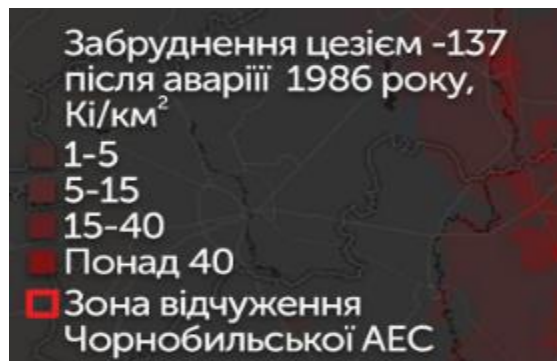 Забруднення цезієм -137
після аваріїї 1986 року,
Кі/км²
1-5
5-15
15-40
Понад 40
Зона відчуження
Чорнобильської АЕС